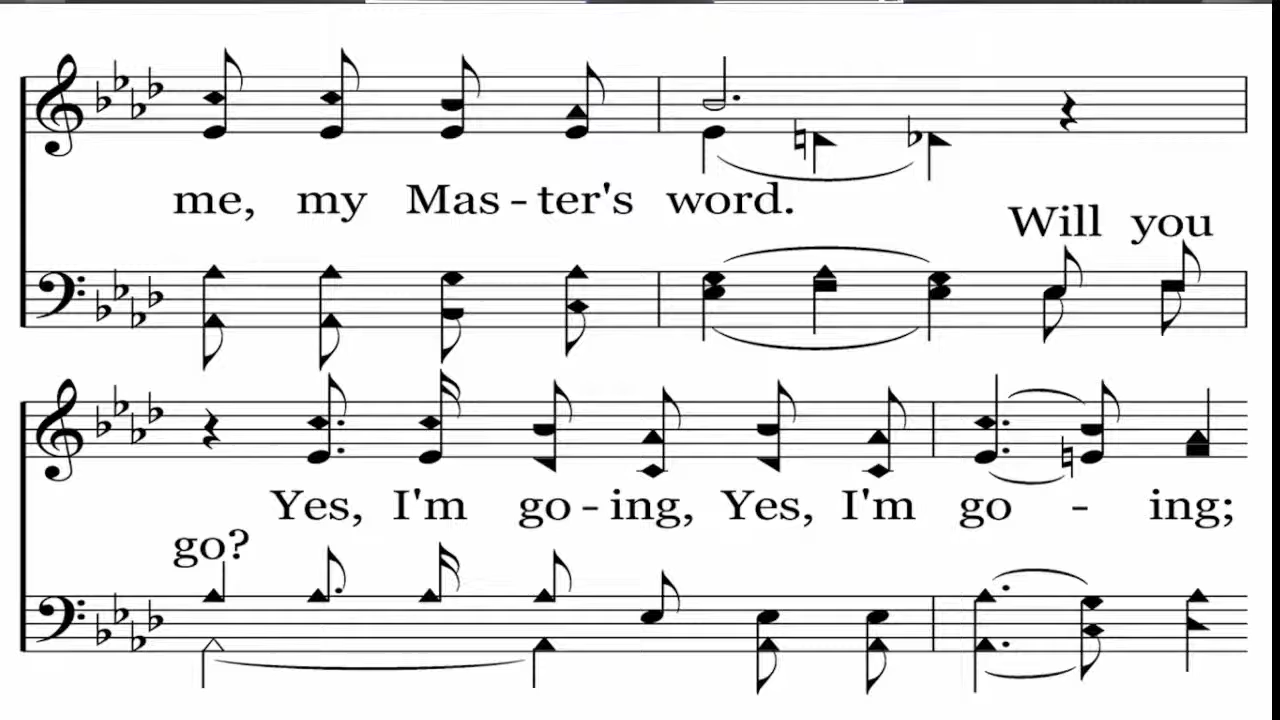 me, my Mas - ter's word.
Will you
Yes, I'm go - ing, Yes, I'm go - ing;
go?